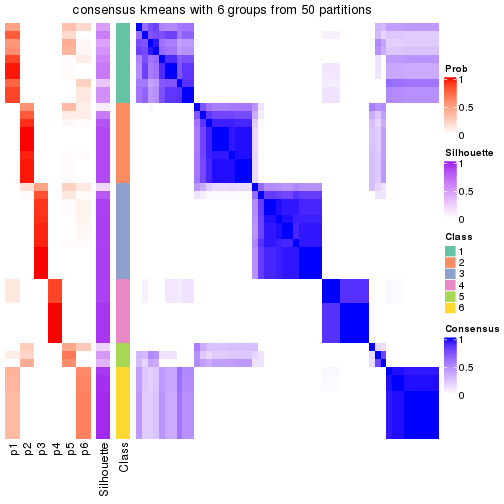 consensus kmeans with 6 groups from 50 partitions
Prob
1
0.5
0
Silhouette
1
0.5
0
Class
1
2
3
4
5
6
Consensus
1
0.5
0
p1
p2
p3
p4
p5
p6
Silhouette
Class